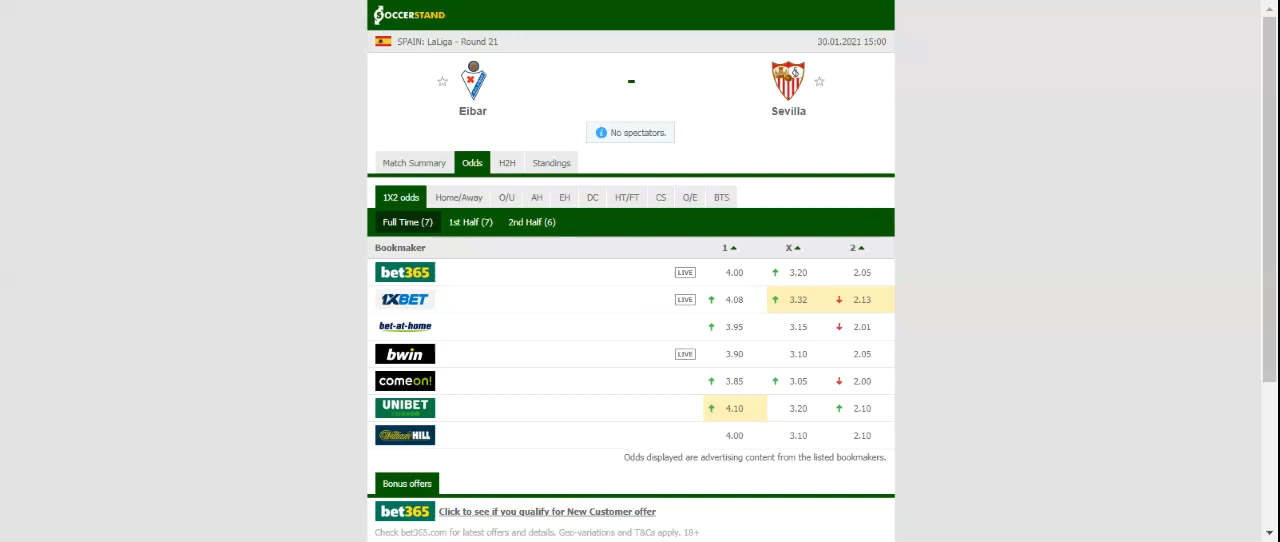 SOCCERSTAND
SPAIN: LaLiga - Round 21 30.01.2021 15:00
-
Eibar Sevilla
No spectators.
Match Summary Odds H2H Standings
1X2 odds Home/Away O/U AH EH DC HT/FT CS O/E BTS
Full Time (7) 1st Half (7) 2nd Half (6)
Bookmaker 1 X 2
bet365 LIVE 4.00 3.20 2.05
1XBET LIVE 4.08 3.32 2.13
bet-at-home 3.95 3.15 2.01
bwin LIVE 3.90 3.10 2.05
comeon! 3.85 3.05 2.00
UNIBET 4.10 3.20 2.10
William HILL 4.00 3.10 2.10
Odds displayed are advertising content from the listed bookmakers.
Bonus offers
bet365 Click to see if you qualify for New Customer offer
Check bet365.com for latest offers and details. Geo-variations and T&Cs apply. 18+